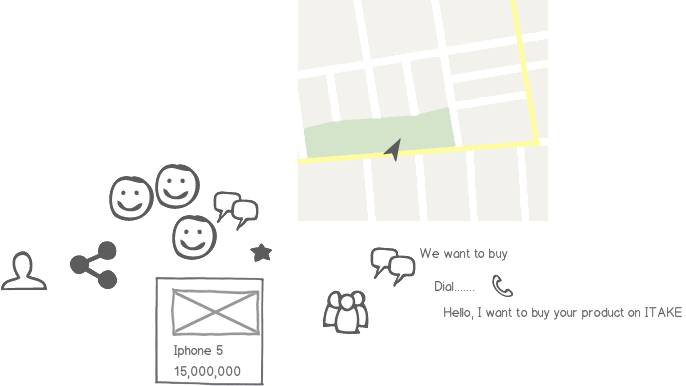 We want to buy
Dial.......
Hello, I want to buy your product on ITAKE
Iphone 5
15,000,000